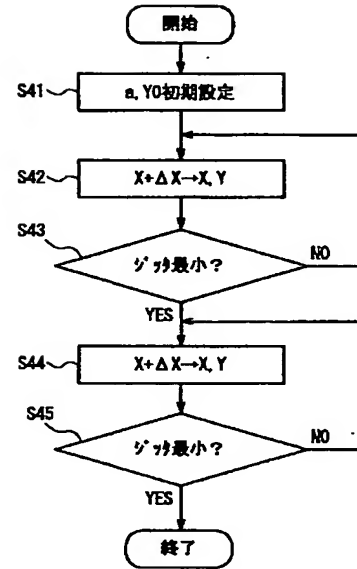 開始
S41
a,Y0初期設定
S42
X+ΔX→X,Y
S43
ジッタ最小?
NO
YES
S44
X+ΔX→X,Y
S45
ジッタ最小?
NO
YES
終了